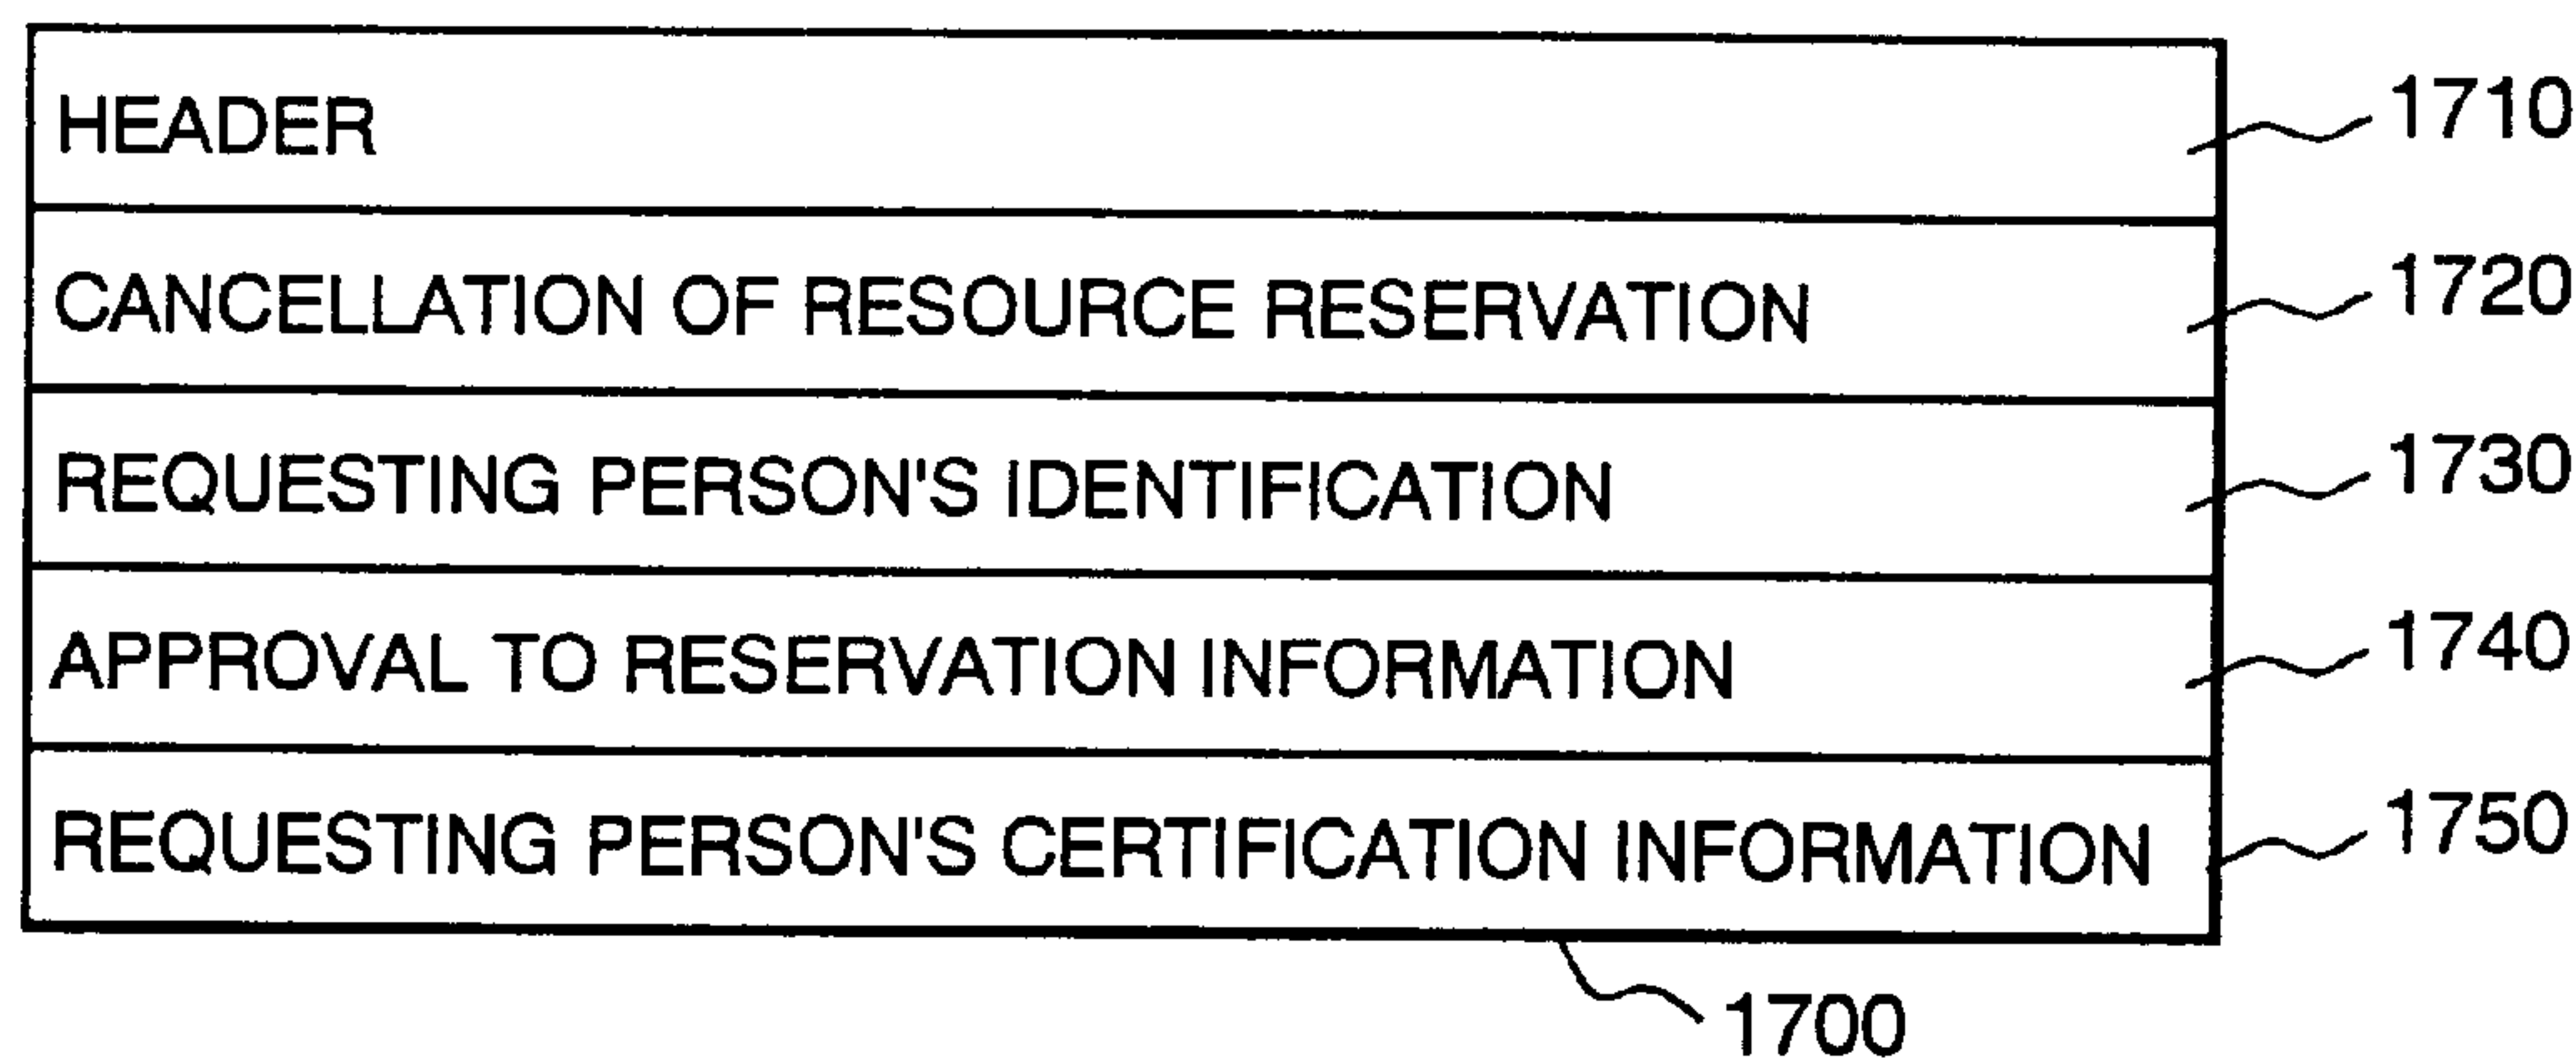 HEADER 1710
CANCELLATION OF RESOURCE RESERVATION 1720
REQUESTING PERSON'S IDENTIFICATION 1730
APPROVAL TO RESERVATION INFORMATION 1740
REQUESTING PERSON'S CERTIFICATION INFORMATION 1750
1700